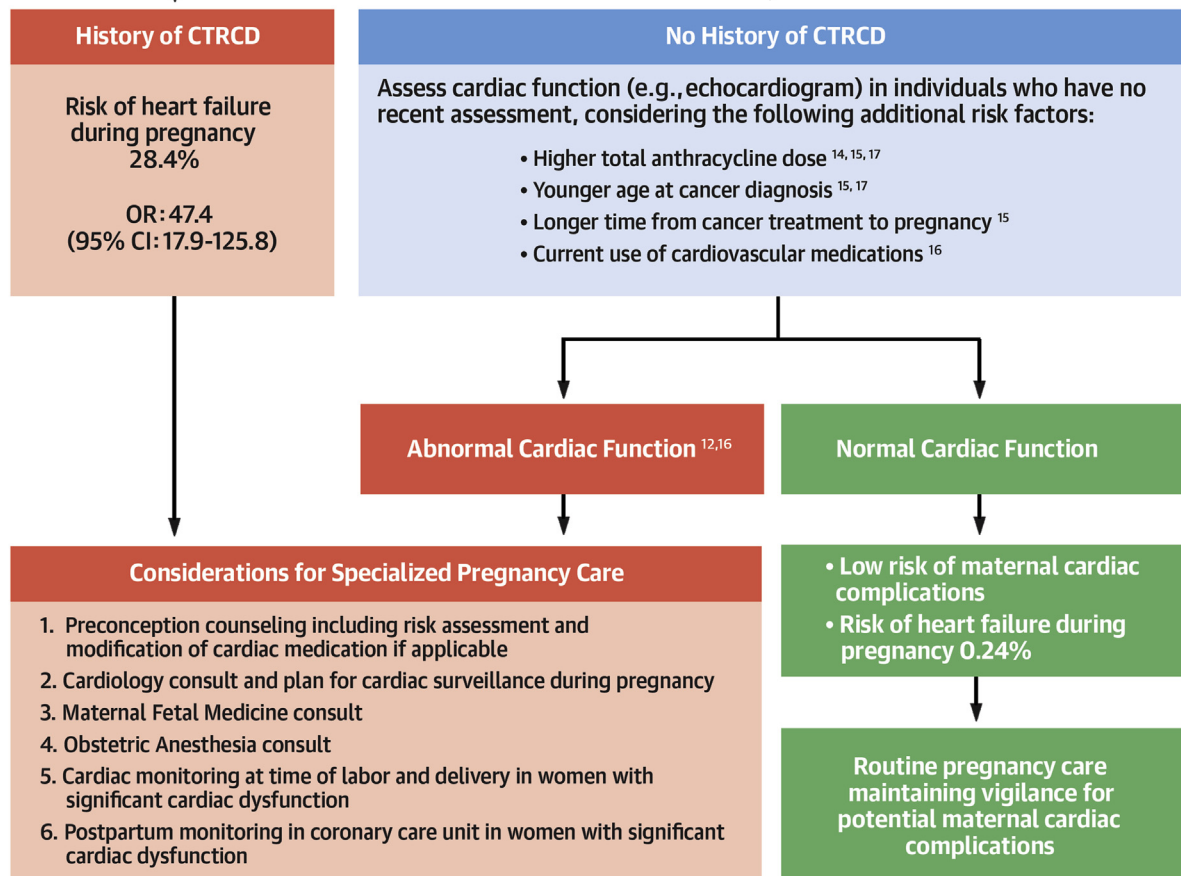 History of CTRCD
Risk of heart failure
during pregnancy
28.4%
OR: 47.4
(95% CI: 17.9-125.8)
No History of CTRCD
Assess cardiac function (e.g., echocardiogram) in individuals who have no
recent assessment, considering the following additional risk factors:
• Higher total anthracycline dose 14, 15, 17
• Younger age at cancer diagnosis 15, 17
• Longer time from cancer treatment to pregnancy 15
• Current use of cardiovascular medications 16
Abnormal Cardiac Function 12,16
Normal Cardiac Function
Considerations for Specialized Pregnancy Care
1. Preconception counseling including risk assessment and
modification of cardiac medication if applicable
2. Cardiology consult and plan for cardiac surveillance during pregnancy
3. Maternal Fetal Medicine consult
4. Obstetric Anesthesia consult
5. Cardiac monitoring at time of labor and delivery in women with
significant cardiac dysfunction
6. Postpartum monitoring in coronary care unit in women with significant
cardiac dysfunction
• Low risk of maternal cardiac
complications
• Risk of heart failure during
pregnancy 0.24%
Routine pregnancy care
maintaining vigilance for
potential maternal cardiac
complications